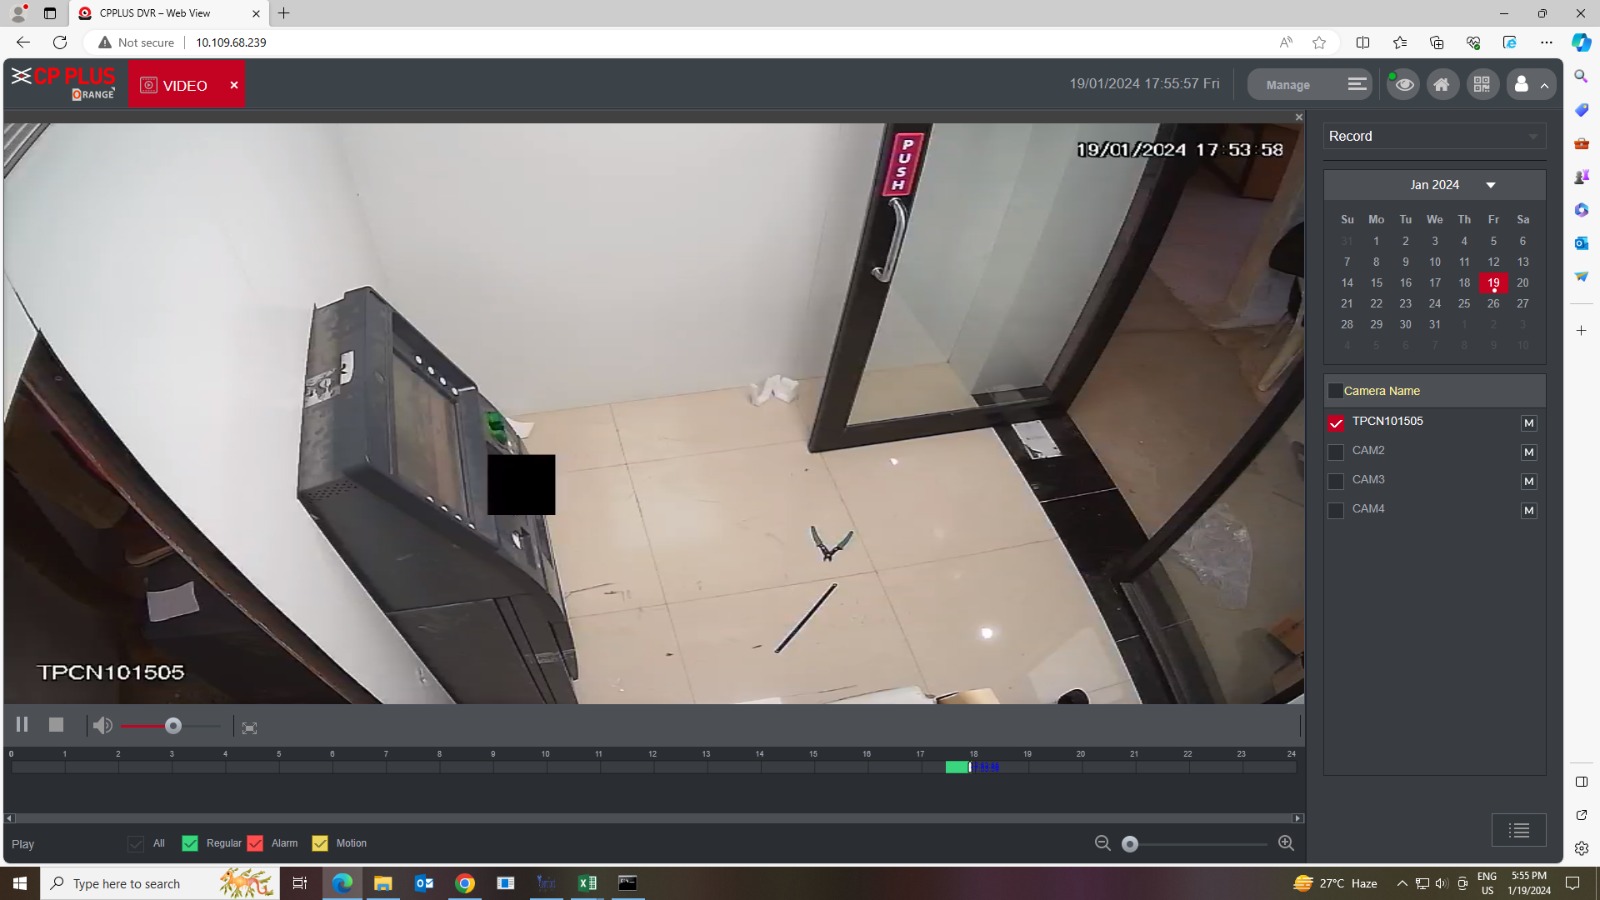 CPPLUS DVR – Web View
Not secure
10.109.68.239
CP PLUS
ORANGE
VIDEO
19/01/2024 17:55:57 Fri
Manage
PUSH
19/01/2024 17:53:58
TPCN101505
Record
Jan 2024
Su Mo Tu We Th Fr Sa
31 1 2 3 4 5 6
7 8 9 10 11 12 13
14 15 16 17 18 19 20
21 22 23 24 25 26 27
28 29 30 31 1 2 3
4 5 6 7 8 9 10
Camera Name
TPCN101505 M
CAM2 M
CAM3 M
CAM4 M
0 1 2 3 4 5 6 7 8 9 10 11 12 13 14 15 16 17 18 19 20 21 22 23 24
Play
All
Regular
Alarm
Motion
Type here to search
27°C Haze
ENG
US
5:55 PM
1/19/2024